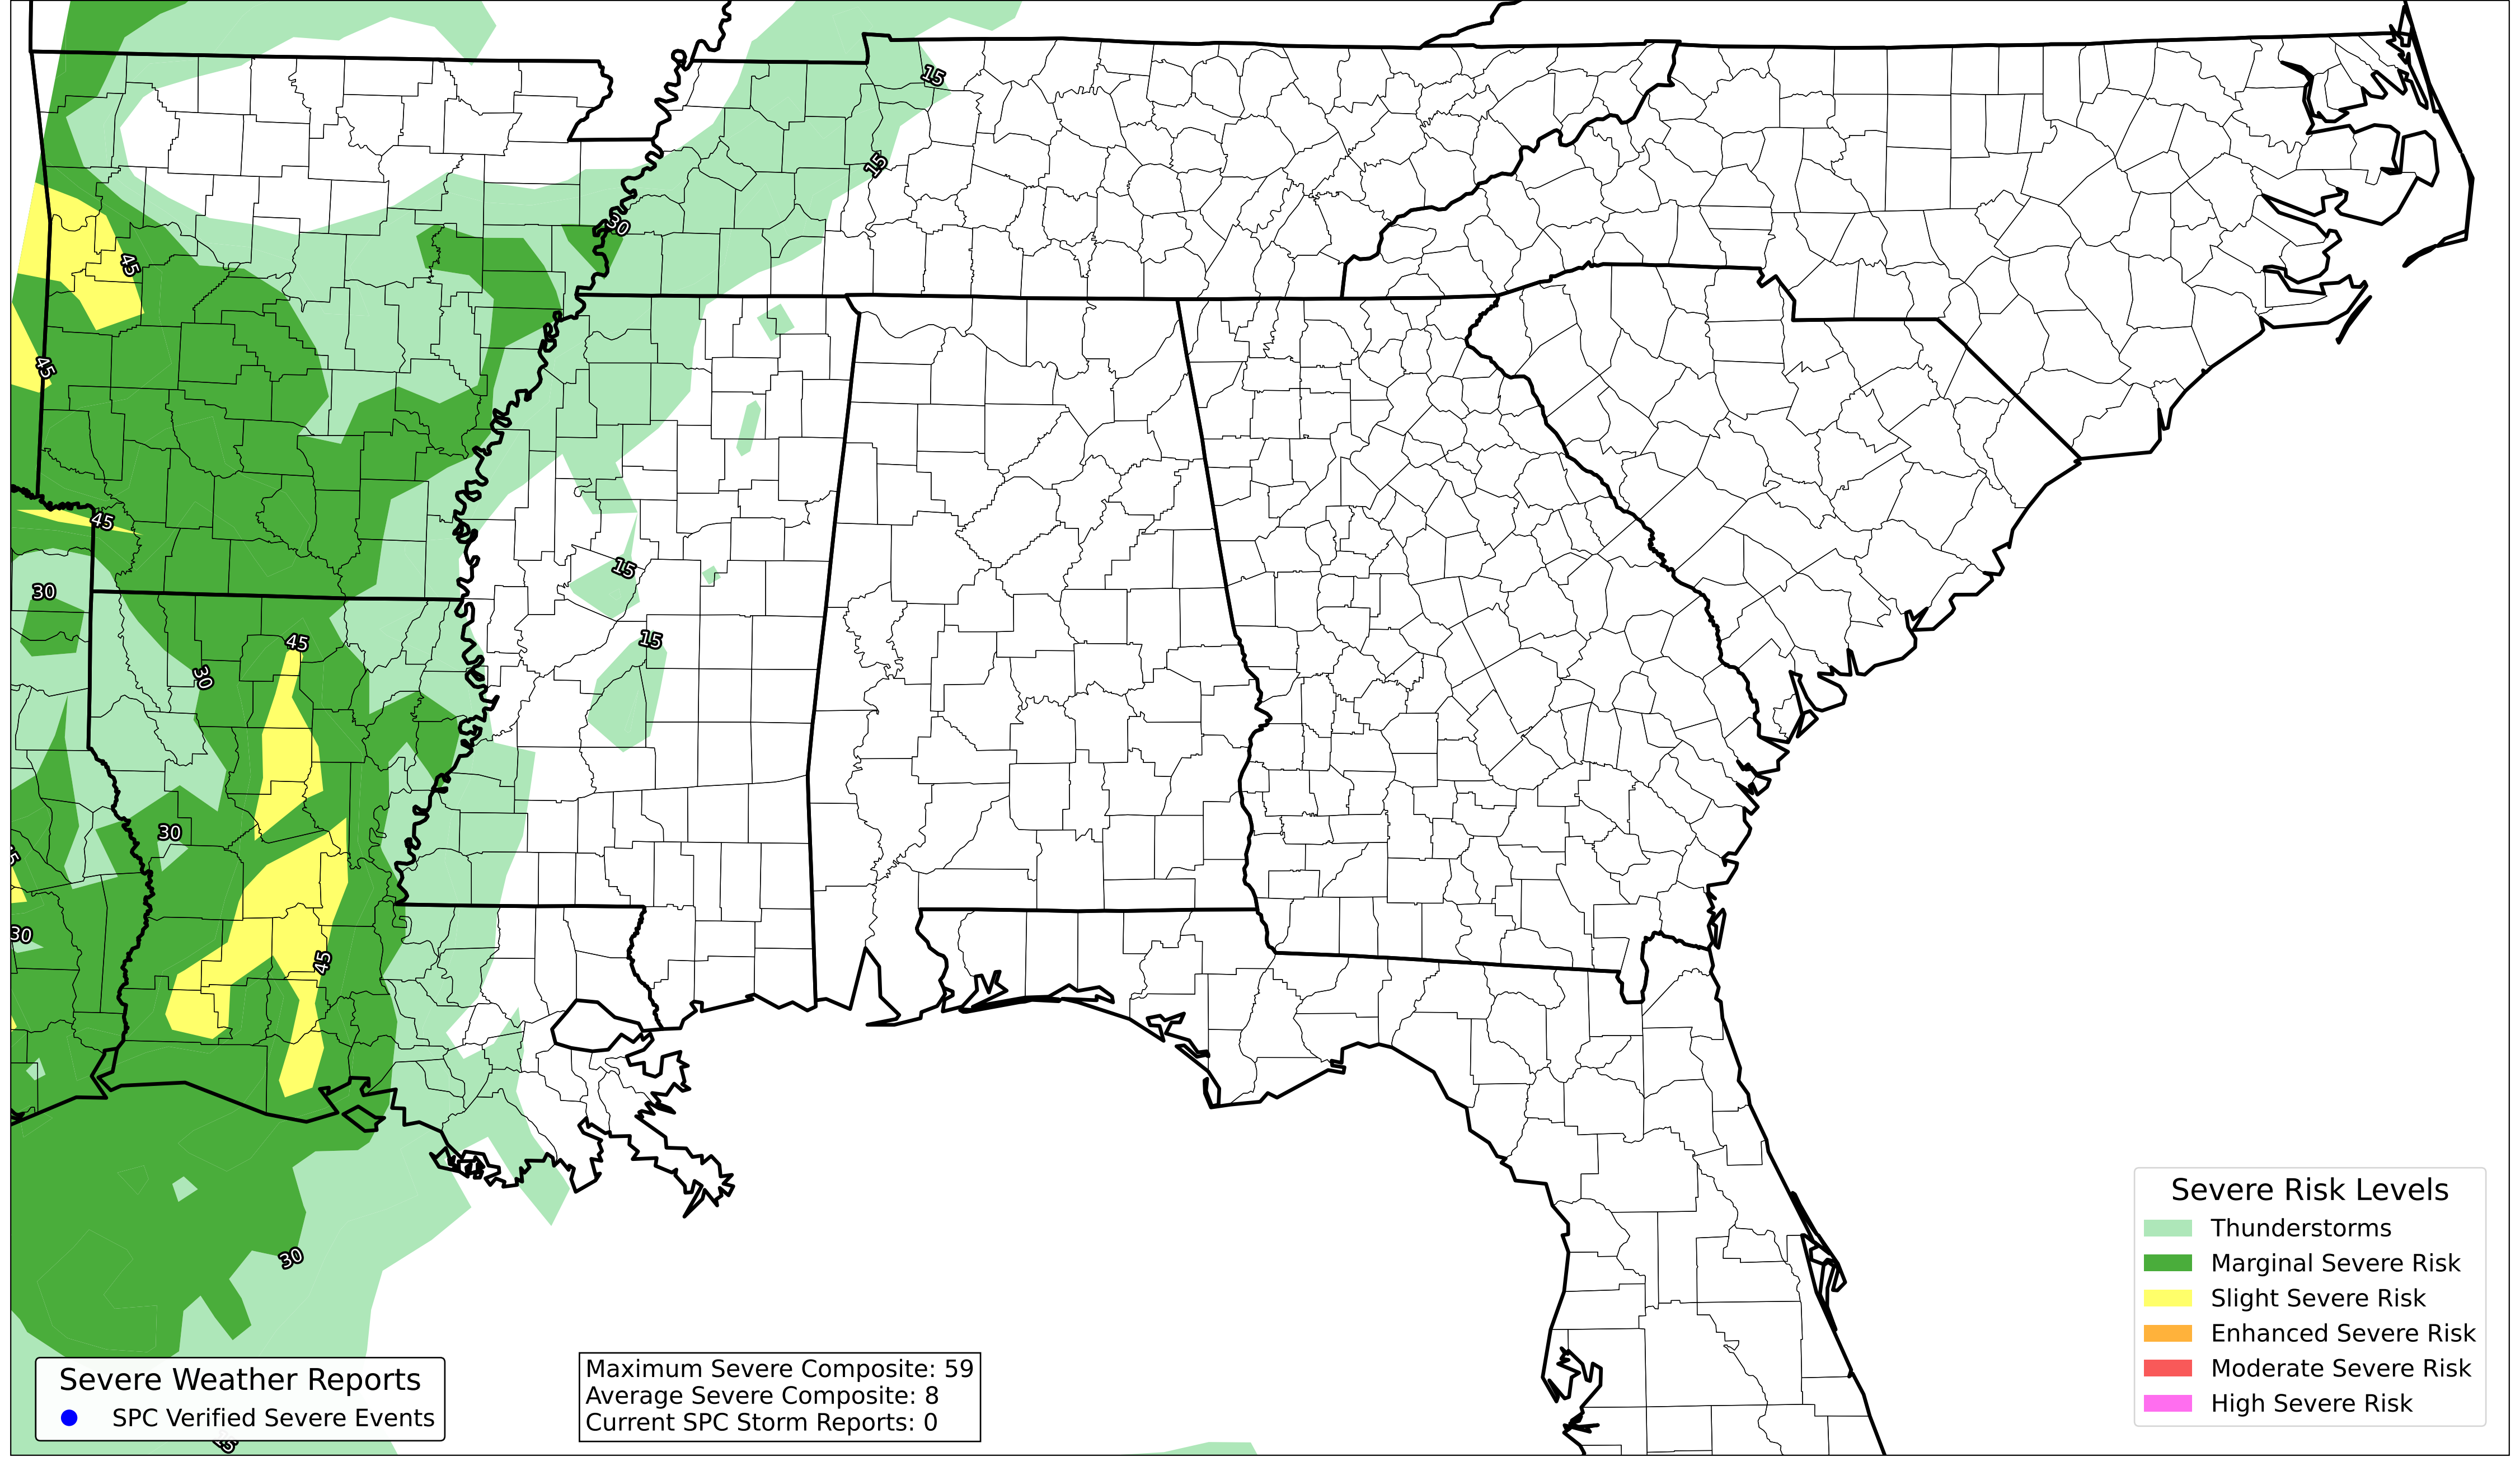 15
15
30
45
45
45
30
15
45
15
30
30
30
45
30
Severe Risk Levels
Thunderstorms
Marginal Severe Risk
Slight Severe Risk
Enhanced Severe Risk
Moderate Severe Risk
High Severe Risk
Severe Weather Reports
SPC Verified Severe Events
Maximum Severe Composite: 59
Average Severe Composite: 8
Current SPC Storm Reports: 0